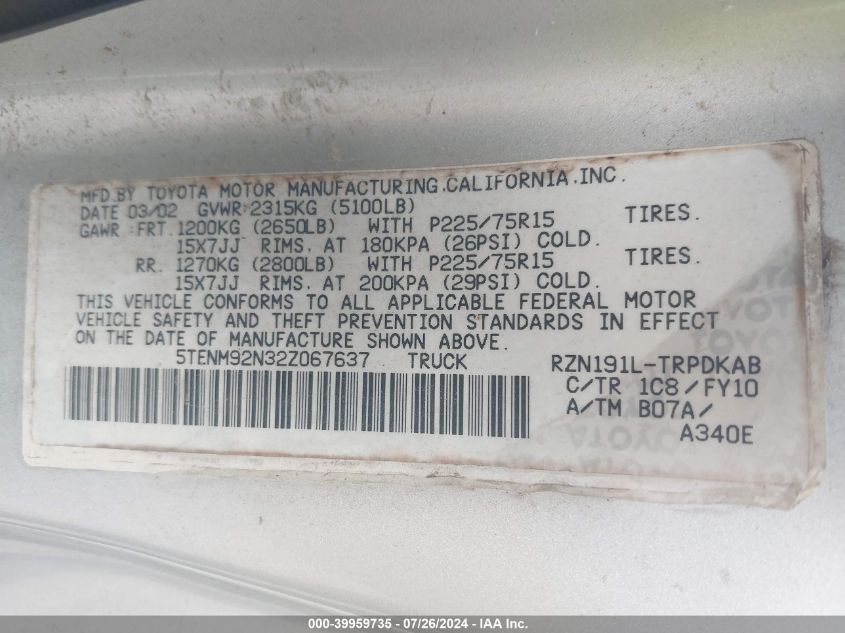 MFD.BY TOYOTA MOTOR MANUFACTURING.CALIFORNIA.INC.
DATE 03/02 GVWR:2315KG (5100LB)
GAWR:FRT.1200KG (2650LB) WITH P225/75R15 TIRES.
15X7JJ RIMS. AT 180KPA (26PSI) COLD.
RR. 1270KG (2800LB) WITH P225/75R15 TIRES.
15X7JJ RIMS. AT 200KPA (29PSI) COLD.
THIS VEHICLE CONFORMS TO ALL APPLICABLE FEDERAL MOTOR
VEHICLE SAFETY AND THEFT PREVENTION STANDARDS IN EFFECT
ON THE DATE OF MANUFACTURE SHOWN ABOVE.
5TENM92N32Z067637 TRUCK RZN191L-TRPDKAB
C/TR 1C8/FY10
A/TM B07A/
A340E
TOYOTA
TOYOTA
TOYOTA
000-39959735 - 07/26/2024 - IAA Inc.